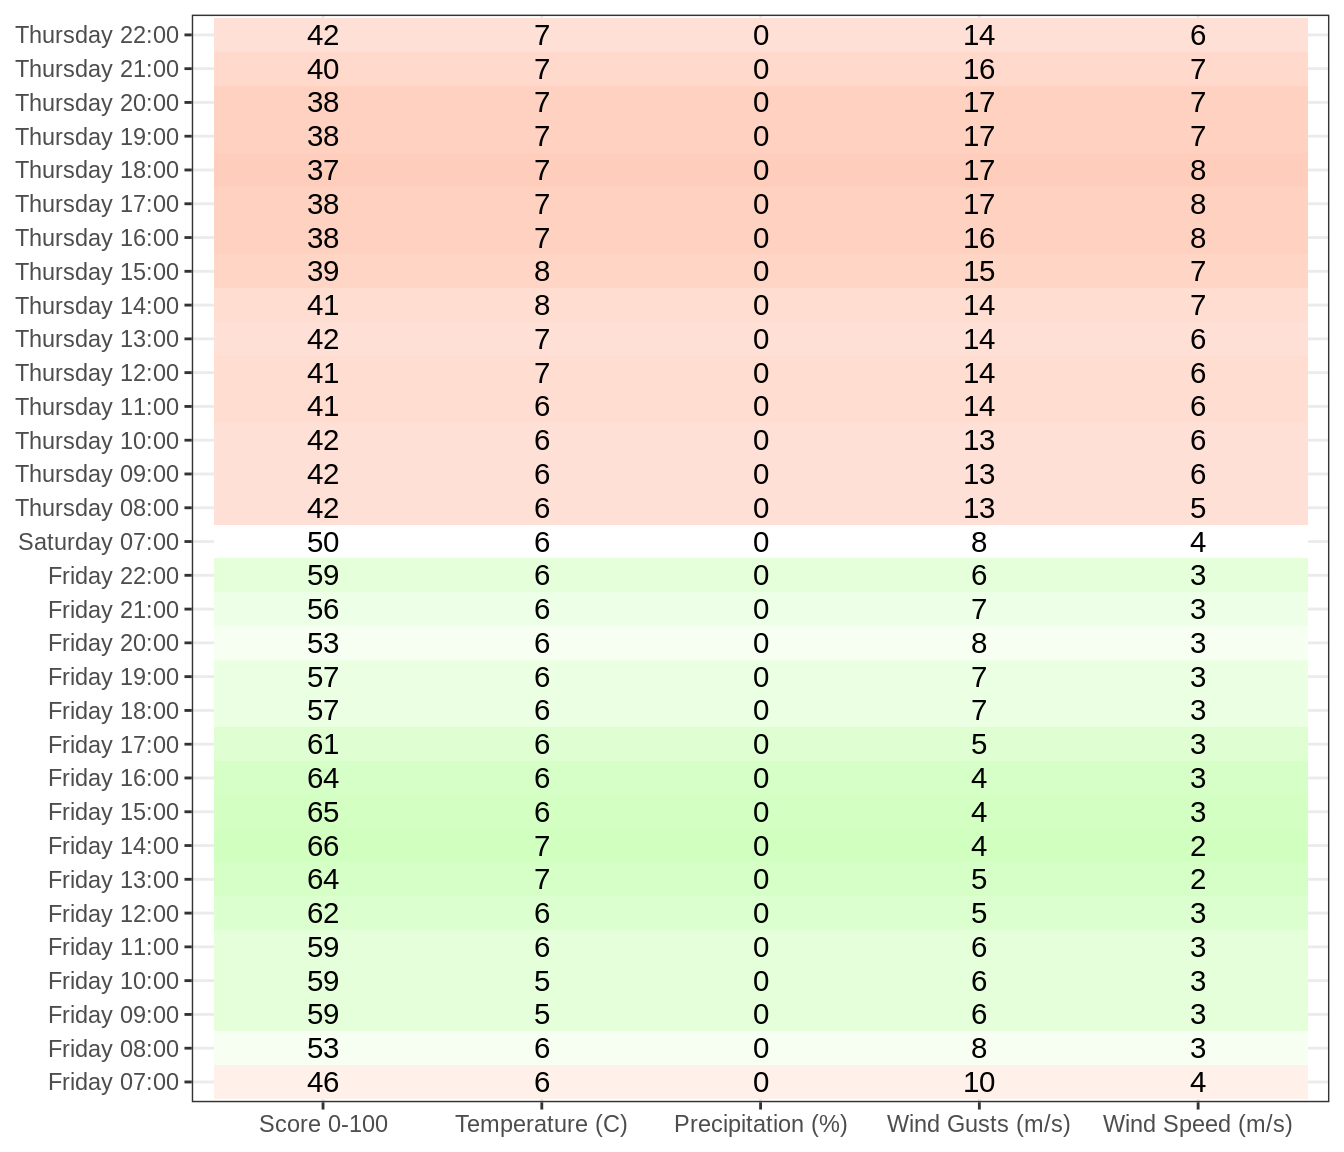 Thursday 22:00 42 7 0 14 6
Thursday 21:00 40 7 0 16 7
Thursday 20:00 38 7 0 17 7
Thursday 19:00 38 7 0 17 7
Thursday 18:00 37 7 0 17 8
Thursday 17:00 38 7 0 17 8
Thursday 16:00 38 7 0 16 8
Thursday 15:00 39 8 0 15 7
Thursday 14:00 41 8 0 14 7
Thursday 13:00 42 7 0 14 6
Thursday 12:00 41 7 0 14 6
Thursday 11:00 41 6 0 14 6
Thursday 10:00 42 6 0 13 6
Thursday 09:00 42 6 0 13 6
Thursday 08:00 42 6 0 13 5
Saturday 07:00 50 6 0 8 4
Friday 22:00 59 6 0 6 3
Friday 21:00 56 6 0 7 3
Friday 20:00 53 6 0 8 3
Friday 19:00 57 6 0 7 3
Friday 18:00 57 6 0 7 3
Friday 17:00 61 6 0 5 3
Friday 16:00 64 6 0 4 3
Friday 15:00 65 6 0 4 3
Friday 14:00 66 7 0 4 2
Friday 13:00 64 7 0 5 2
Friday 12:00 62 6 0 5 3
Friday 11:00 59 6 0 6 3
Friday 10:00 59 5 0 6 3
Friday 09:00 59 5 0 6 3
Friday 08:00 53 6 0 8 3
Friday 07:00 46 6 0 10 4
Score 0-100 Temperature (C) Precipitation (%) Wind Gusts (m/s) Wind Speed (m/s)